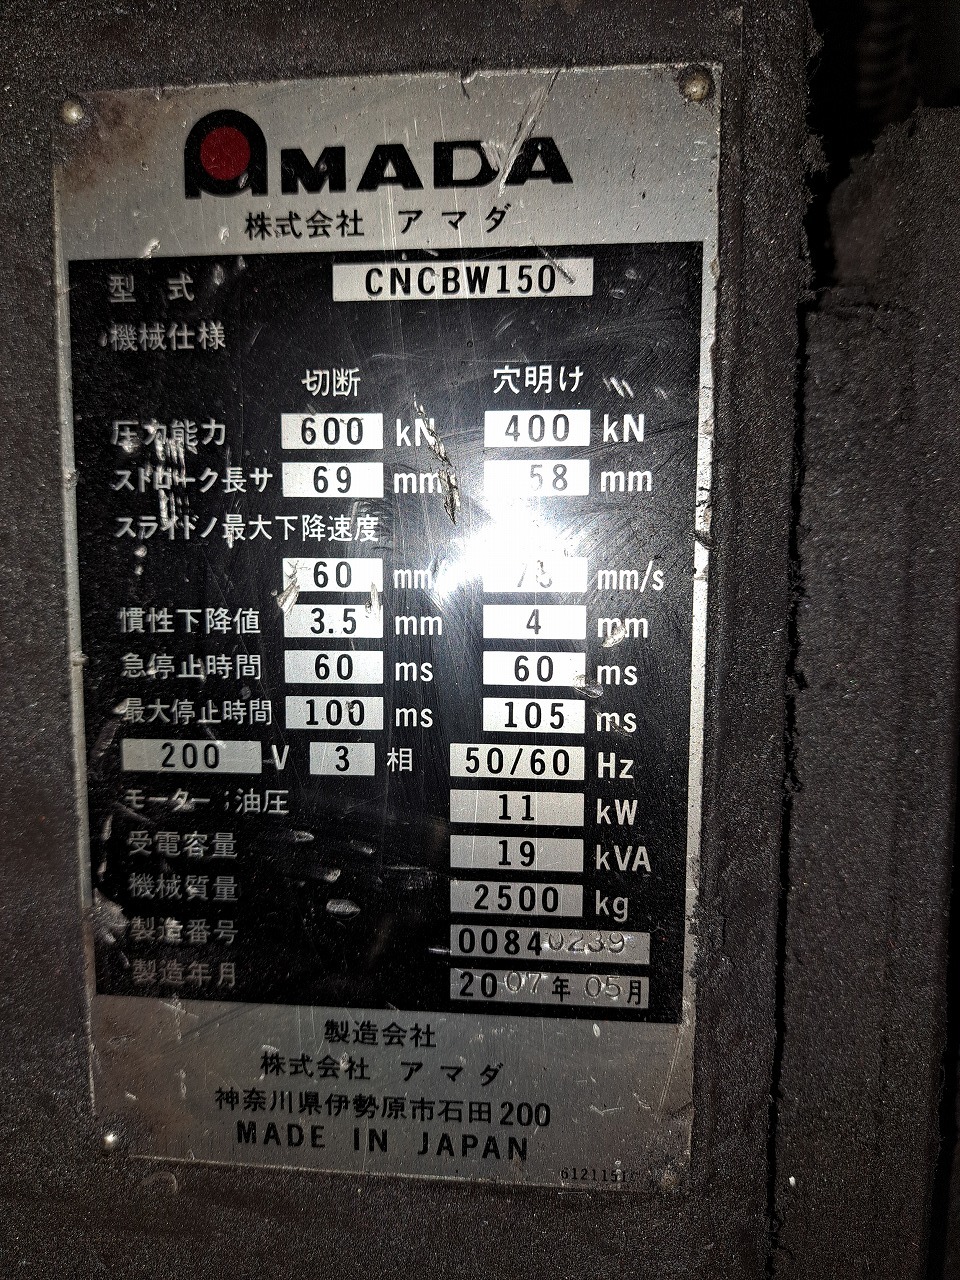 AMADA
株式会社 アマダ
型式 CNCBW150
機械仕様
切断 穴明け
圧力能力 600 kN 400 kN
ストローク長サ 69 mm 58 mm
スライドノ最大下降速度
60 mm mm/s
慣性下降値 3.5 mm 4 mm
急停止時間 60 ms 60 ms
最大停止時間 100 ms 105 ms
200 V 3 相 50/60 Hz
モーター;油圧 11 kW
受電容量 19 kVA
機械質量 2500 kg
製造番号 00840239
製造年月 2007年05月
製造会社
株式会社 アマダ
神奈川県伊勢原市石田200
MADE IN JAPAN